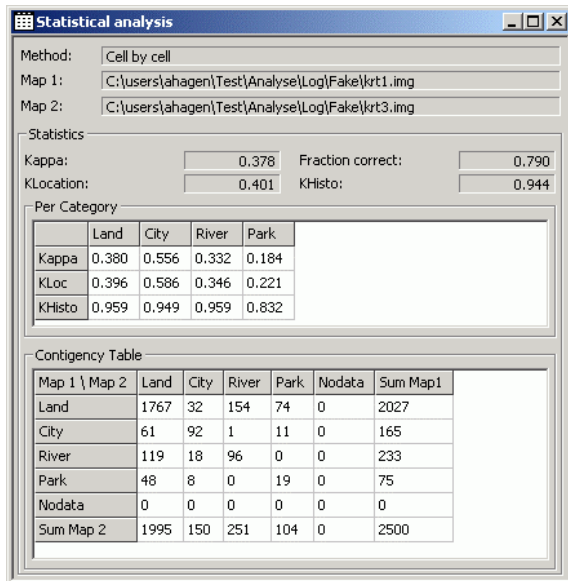 Statistical analysis
Method: Cell by cell
Map 1: C:\users\ahagen\Test\Analyse\Log\Fake\krt1.img
Map 2: C:\users\ahagen\Test\Analyse\Log\Fake\krt3.img
Statistics
Kappa: 0.378 Fraction correct: 0.790
KLocation: 0.401 KHisto: 0.944
Per Category
Land City River Park
Kappa 0.380 0.556 0.332 0.184
KLoc 0.396 0.586 0.346 0.221
KHisto 0.959 0.949 0.959 0.832
Contigency Table
Map 1 \ Map 2 Land City River Park Nodata Sum Map1
Land 1767 32 154 74 0 2027
City 61 92 1 11 0 165
River 119 18 96 0 0 233
Park 48 8 0 19 0 75
Nodata 0 0 0 0 0 0
Sum Map 2 1995 150 251 104 0 2500